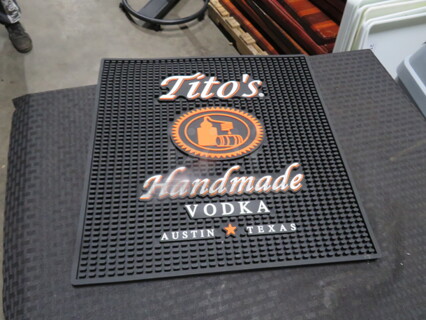 Tito's
Handmade
VODKA
AUSTIN ★ TEXAS